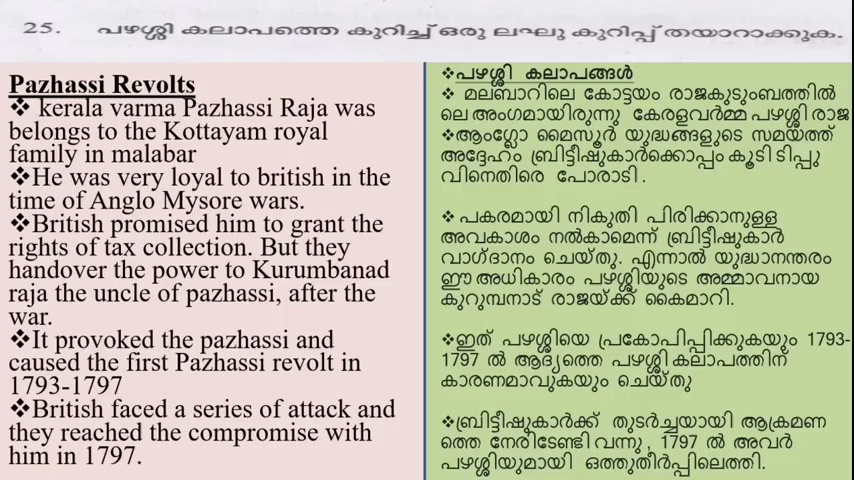 25. പഴശ്ശി കലാപത്തെ കുറിച്ച് ഒരു ലഘു കുറിപ്പ് തയാറാക്കുക.
Pazhassi Revolts
❖ kerala varma Pazhassi Raja was
belongs to the Kottayam royal
family in malabar
❖He was very loyal to british in the
time of Anglo Mysore wars.
❖British promised him to grant the
rights of tax collection. But they
handover the power to Kurumbanad
raja the uncle of pazhassi, after the
war.
❖It provoked the pazhassi and
caused the first Pazhassi revolt in
1793-1797
❖British faced a series of attack and
they reached the compromise with
him in 1797.
❖പഴശ്ശി കലാപങ്ങൾ
❖ മലബാറിലെ കോട്ടയം രാജകുടുംബത്തിൽ
ലെ അംഗമായിരുന്നു കേരളവർമ്മ പഴശ്ശി രാജ
❖ആംഗ്ലോ മൈസൂർ യുദ്ധങ്ങളുടെ സമയത്ത്
അദ്ദേഹം ബ്രിട്ടീഷുകാർക്കൊപ്പം കൂടി ടിപ്പു
വിനെതിരെ പോരാടി .
❖ പകരമായി നികുതി പിരിക്കാനുള്ള
അവകാശം നൽകാമെന്ന് ബ്രിട്ടീഷുകാർ
വാഗ്ദാനം ചെയ്തു. എന്നാൽ യുദ്ധാനന്തരം
ഈ അധികാരം പഴശ്ശിയുടെ അമ്മാവനായ
കുറുമ്പനാട് രാജയ്ക്ക് കൈമാറി.
❖ഇത് പഴശ്ശിയെ പ്രകോപിപ്പിക്കുകയും 1793-
1797 ൽ ആദ്യത്തെ പഴശ്ശി കലാപത്തിന്
കാരണമാവുകയും ചെയ്തു
❖ബ്രിട്ടീഷുകാർക്ക് തുടർച്ചയായി ആക്രമണ
ത്തെ നേരിടേണ്ടി വന്നു , 1797 ൽ അവർ
പഴശ്ശിയുമായി ഒത്തുതീർപ്പിലെത്തി.